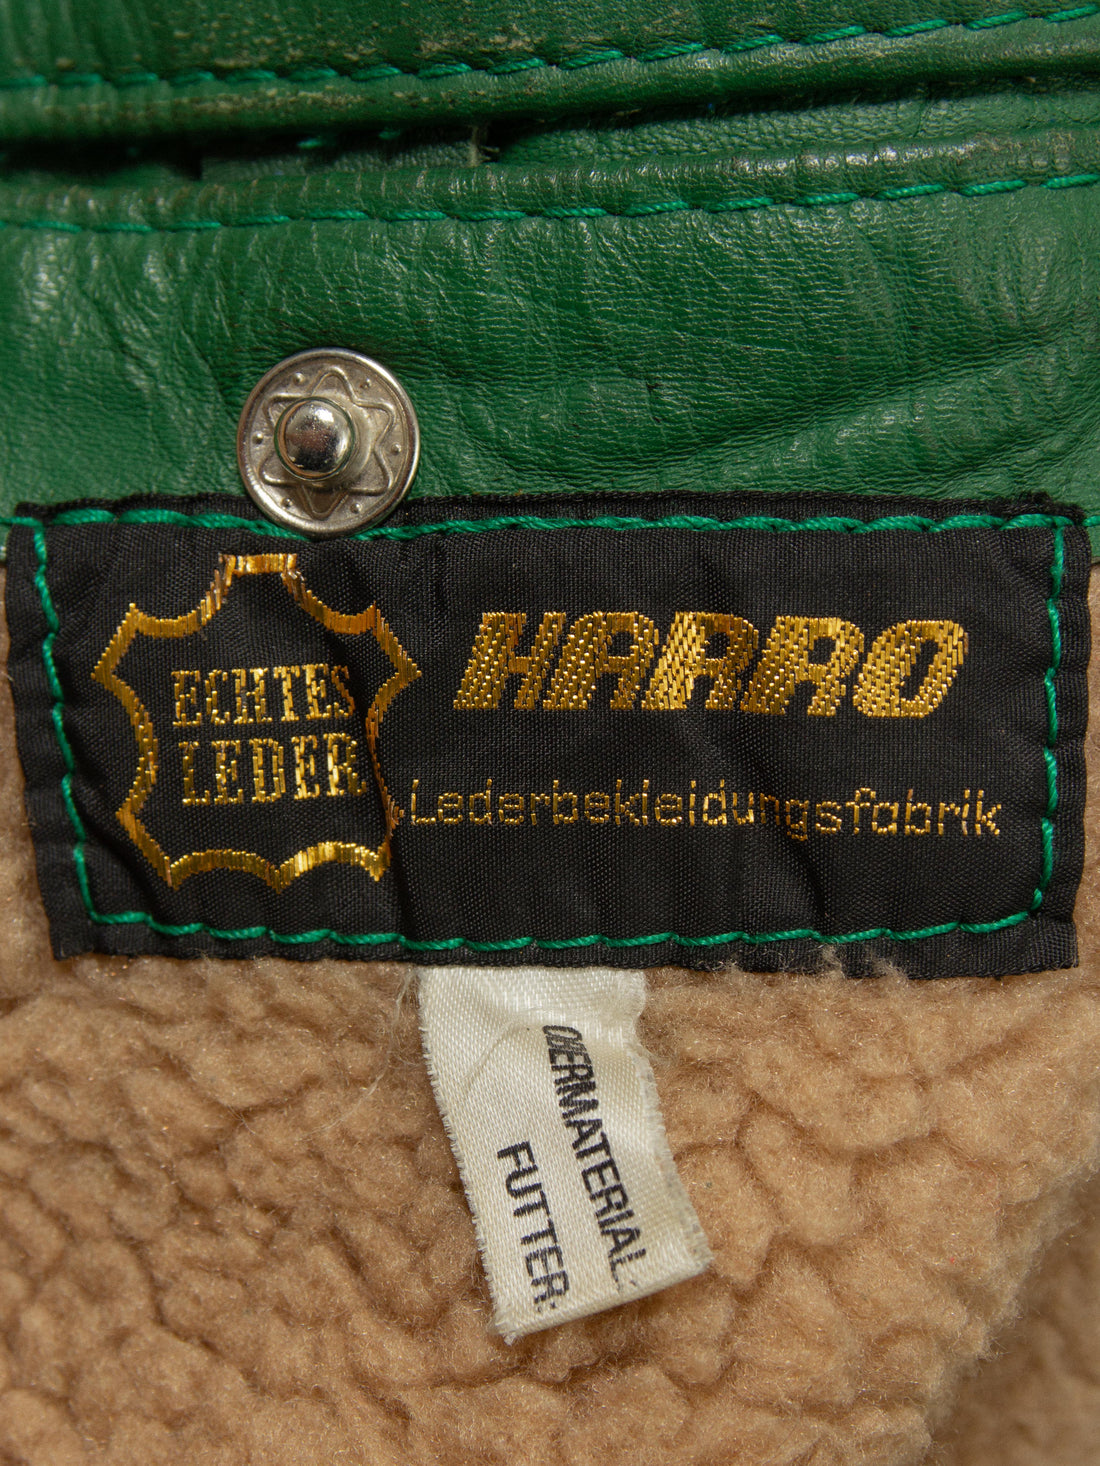 ECHTES
LEDER
HARRO
Lederbekleidungsfabrik
OBERMATERIAL:
FUTTER: